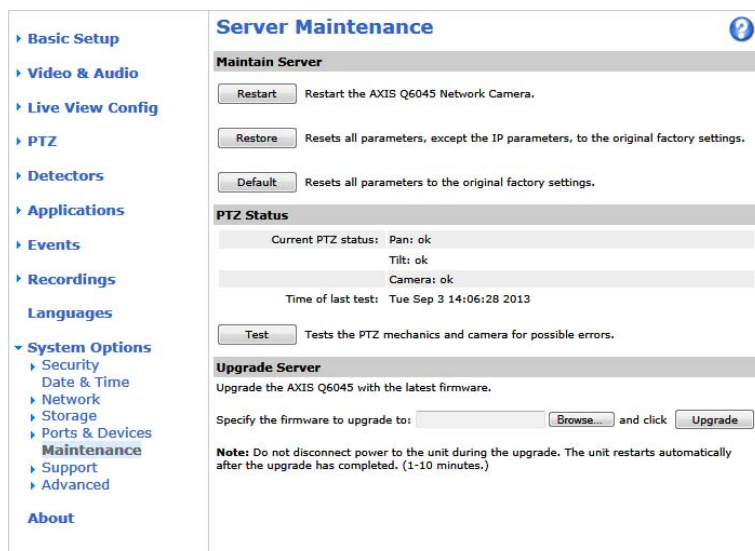 Basic Setup
Video & Audio
Live View Config
PTZ
Detectors
Applications
Events
Recordings
Languages
System Options
Security
Date & Time
Network
Storage
Ports & Devices
Maintenance
Support
Advanced
About
Server Maintenance
?
Maintain Server
Restart Restart the AXIS Q6045 Network Camera.
Restore Resets all parameters, except the IP parameters, to the original factory settings.
Default Resets all parameters to the original factory settings.
PTZ Status
Current PTZ status: Pan: ok
Tilt: ok
Camera: ok
Time of last test: Tue Sep 3 14:06:28 2013
Test Tests the PTZ mechanics and camera for possible errors.
Upgrade Server
Upgrade the AXIS Q6045 with the latest firmware.
Specify the firmware to upgrade to: Browse... and click Upgrade
Note: Do not disconnect power to the unit during the upgrade. The unit restarts automatically
after the upgrade has completed. (1-10 minutes.)